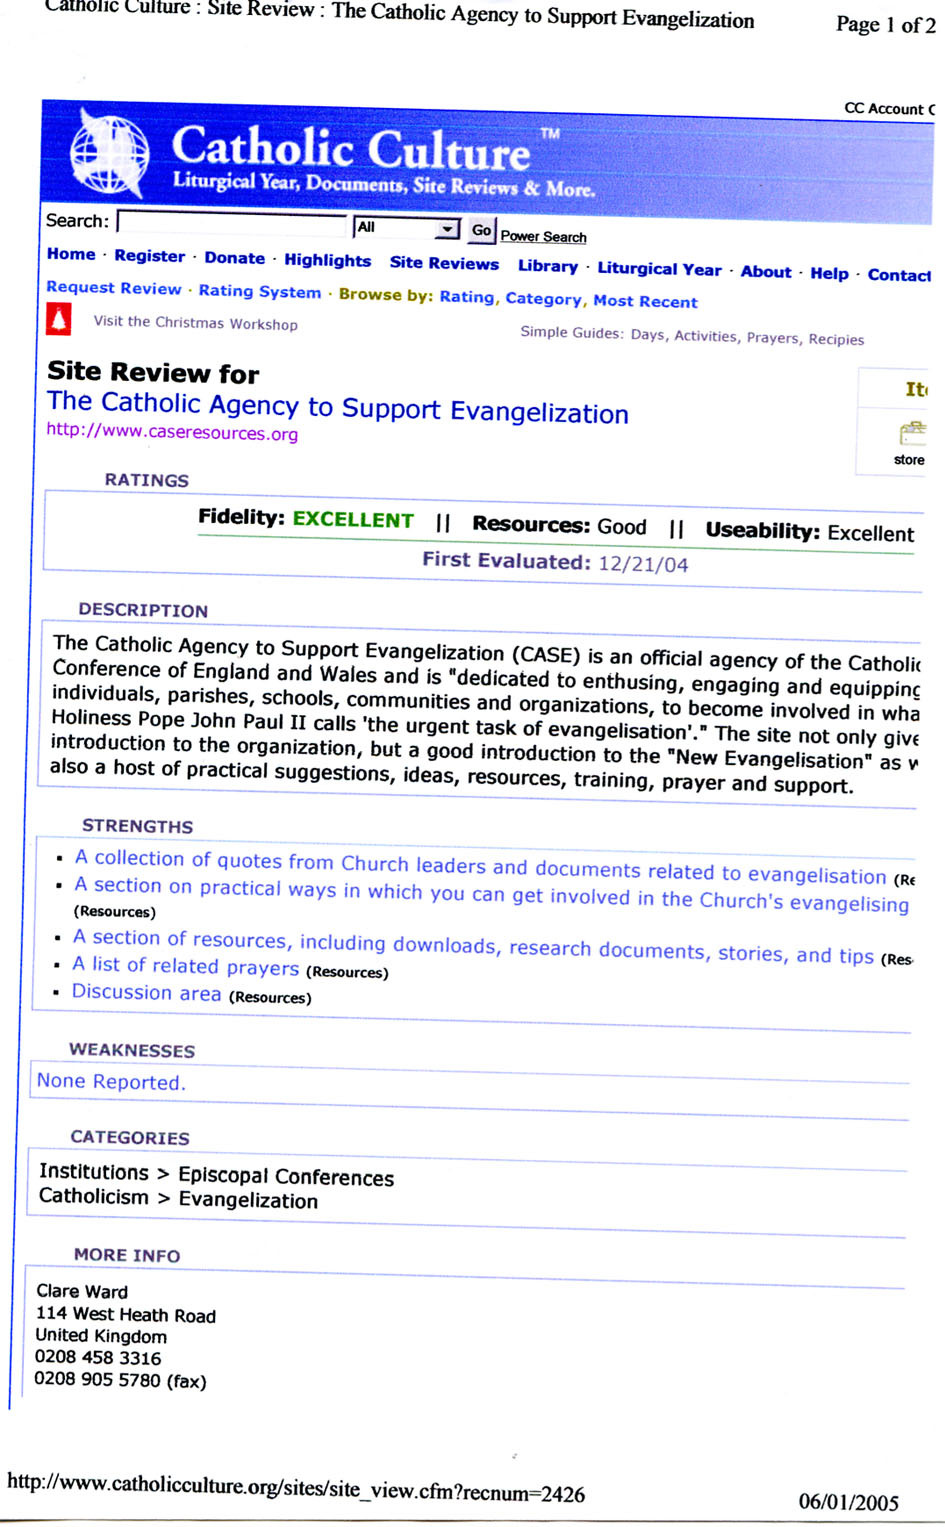 Catholic Culture : Site Review : The Catholic Agency to Support Evangelization Page 1 of 2
CC Account
Catholic Culture™
Liturgical Year, Documents, Site Reviews & More.
Search: All Go Power Search
Home · Register · Donate · Highlights Site Reviews Library · Liturgical Year · About · Help · Contact
Request Review · Rating System · Browse by: Rating, Category, Most Recent
Visit the Christmas Workshop Simple Guides: Days, Activities, Prayers, Recipies
Site Review for
The Catholic Agency to Support Evangelization
http://www.caseresources.org
store
RATINGS
Fidelity: EXCELLENT || Resources: Good || Useability: Excellent
First Evaluated: 12/21/04
DESCRIPTION
The Catholic Agency to Support Evangelization (CASE) is an official agency of the Catholic
Conference of England and Wales and is "dedicated to enthusing, engaging and equipping
individuals, parishes, schools, communities and organizations, to become involved in wha
Holiness Pope John Paul II calls 'the urgent task of evangelisation'." The site not only give
introduction to the organization, but a good introduction to the "New Evangelisation" as w
also a host of practical suggestions, ideas, resources, training, prayer and support.
STRENGTHS
▪ A collection of quotes from Church leaders and documents related to evangelisation (Re
▪ A section on practical ways in which you can get involved in the Church's evangelising
(Resources)
▪ A section of resources, including downloads, research documents, stories, and tips (Res
▪ A list of related prayers (Resources)
▪ Discussion area (Resources)
WEAKNESSES
None Reported.
CATEGORIES
Institutions > Episcopal Conferences
Catholicism > Evangelization
MORE INFO
Clare Ward
114 West Heath Road
United Kingdom
0208 458 3316
0208 905 5780 (fax)
http://www.catholicculture.org/sites/site_view.cfm?recnum=2426 06/01/2005